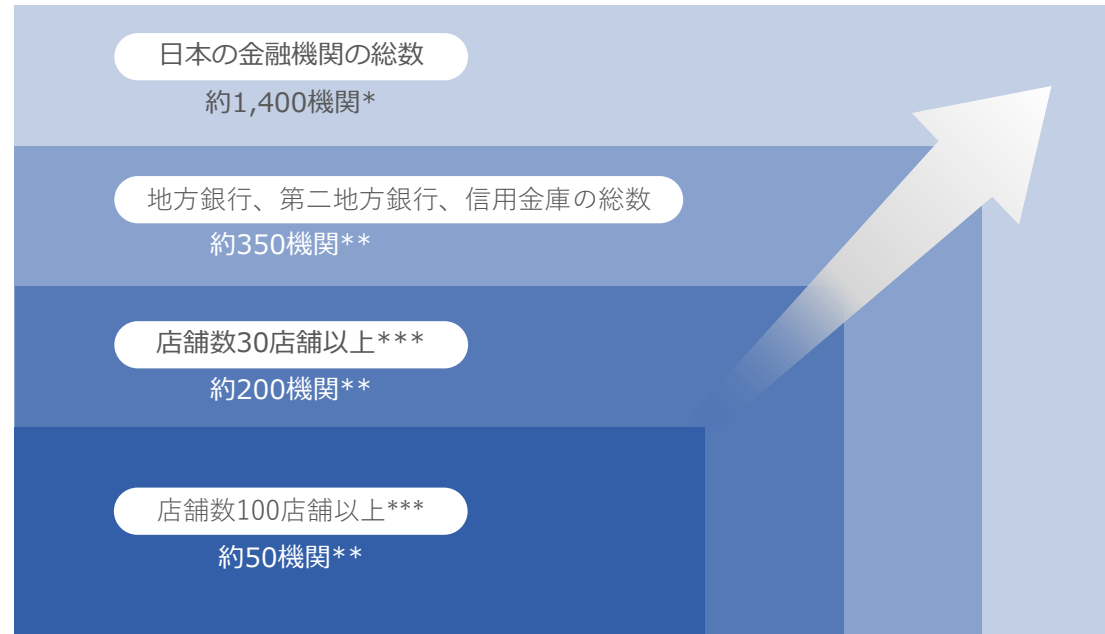 日本の金融機関の総数
約1,400機関*
地方銀行、第二地方銀行、信用金庫の総数
約350機関**
店舗数30店舗以上***
約200機関**
店舗数100店舗以上***
約50機関**